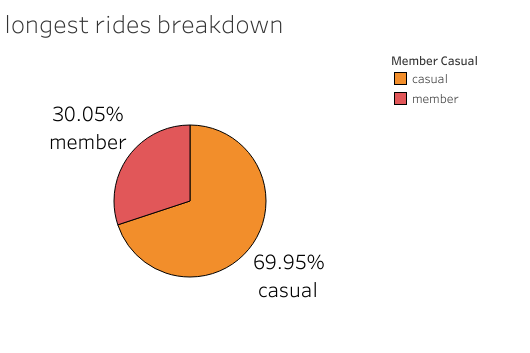 longest rides breakdown
Member Casual
casual
member
30.05%
member
69.95%
casual